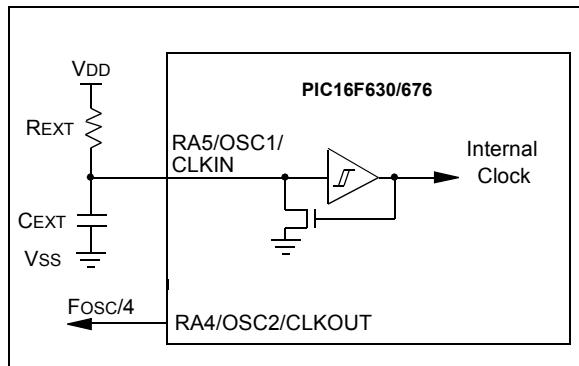 VDD
PIC16F630/676
REXT
RA5/OSC1/
CLKIN
Internal
Clock
CEXT
VSS
FOSC/4
RA4/OSC2/CLKOUT